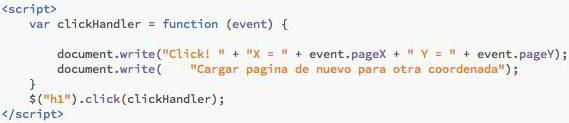 <script>
var clickHandler = function (event) {
document.write("Click! " + "X = " + event.pageX + " Y = " + event.pageY);
document.write(    "Cargar pagina de nuevo para otra coordenada");
}
$("h1").click(clickHandler);
</script>